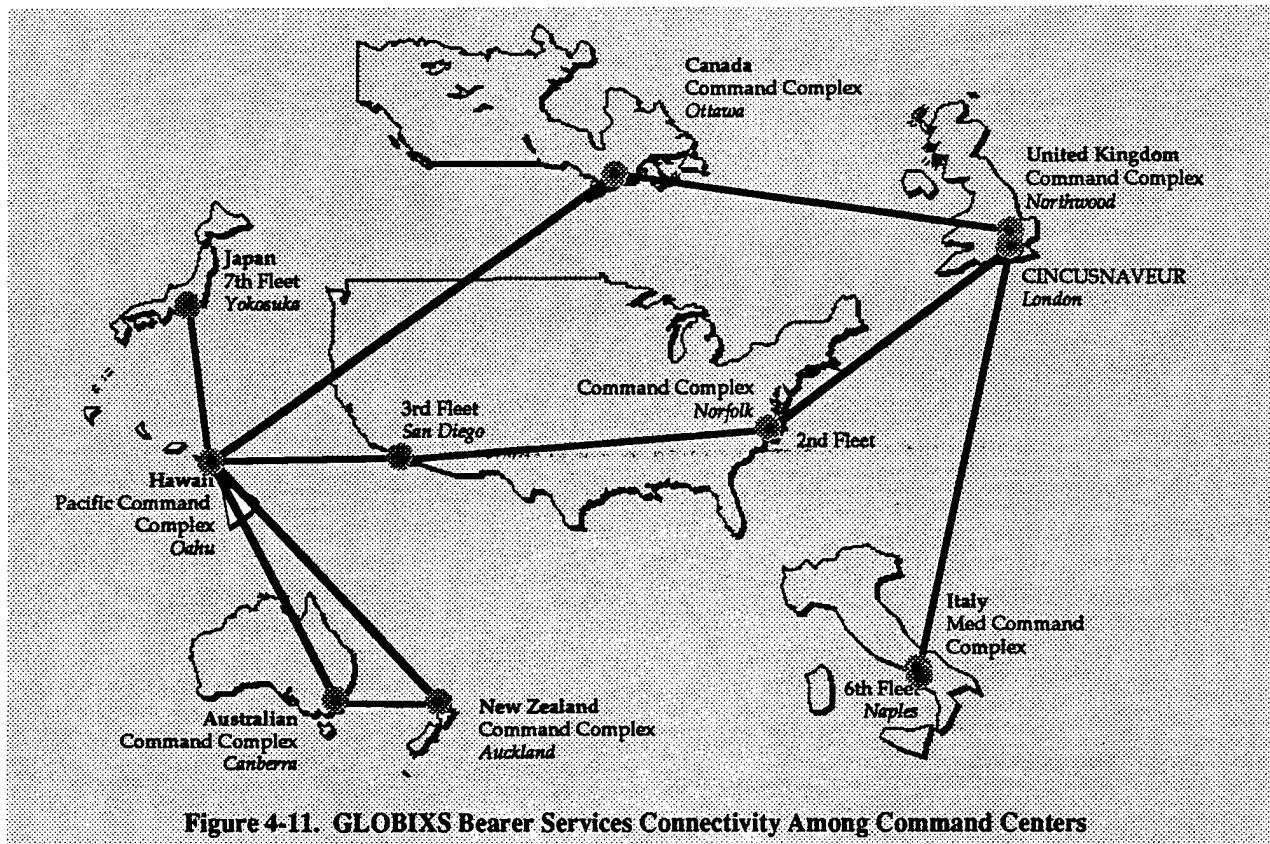 Canada
Command Complex
Ottawa
United Kingdom
Command Complex
Northwood
CINCUSNAVEUR
London
Japan
7th Fleet
Yokosuka
3rd Fleet
San Diego
Command Complex
Norfolk
2nd Fleet
Hawaii
Pacific Command
Complex
Oahu
Italy
Med Command
Complex
6th Fleet
Naples
Australian
Command Complex
Canberra
New Zealand
Command Complex
Auckland
Figure 4-11. GLOBIXS Bearer Services Connectivity Among Command Centers